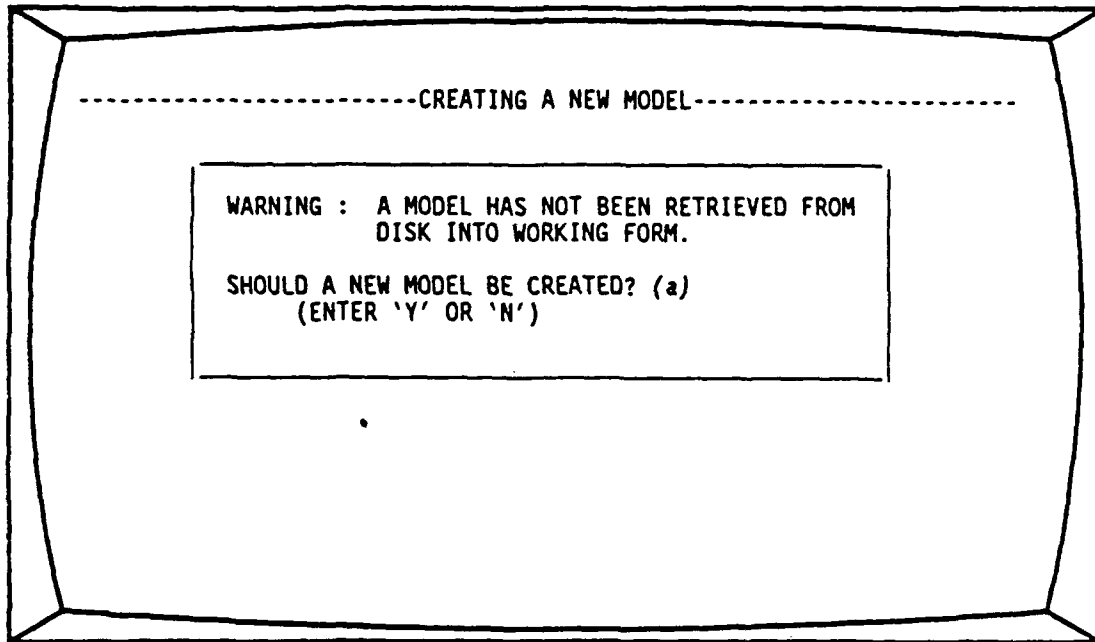 --------------------------CREATING A NEW MODEL-------------------------
WARNING : A MODEL HAS NOT BEEN RETRIEVED FROM
DISK INTO WORKING FORM.
SHOULD A NEW MODEL BE CREATED? (a)
(ENTER `Y' OR `N')